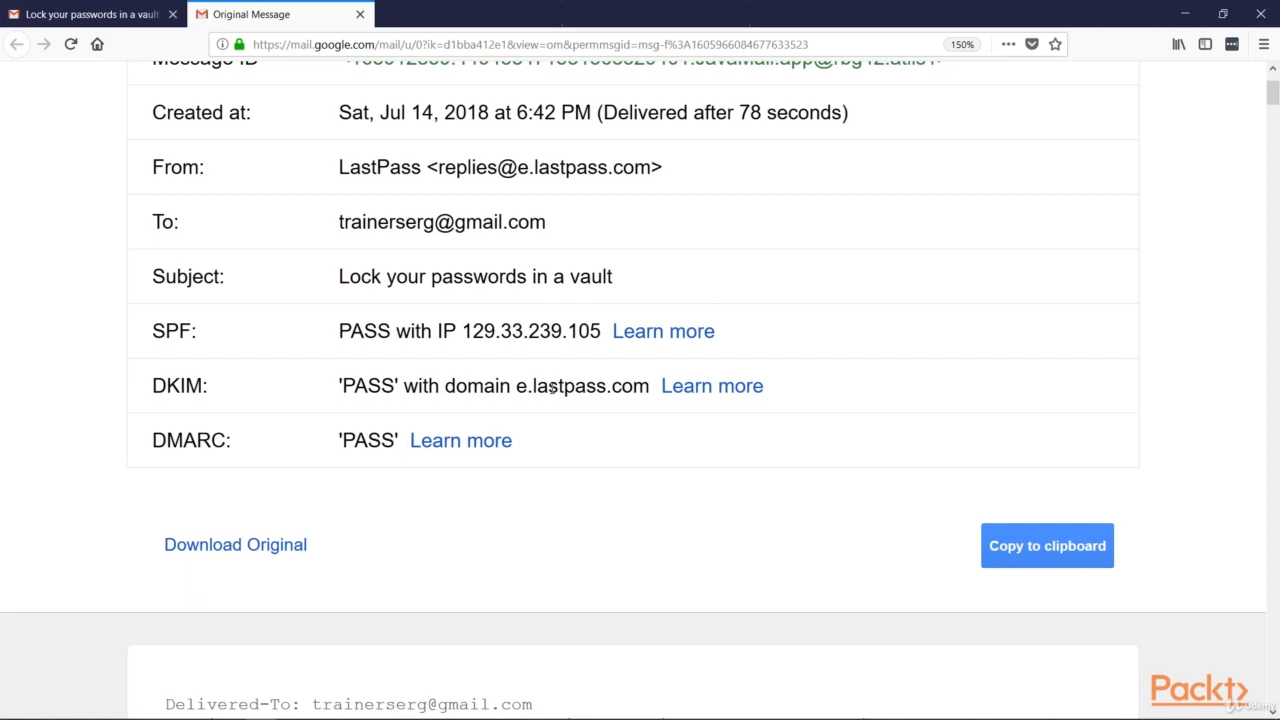 Lock your passwords in a vault
Original Message
https://mail.google.com/mail/u/0?ik=d1bba412e1&view=om&permmsgid=msg-f%3A1605966084677633523
150%
Message ID
Created at: Sat, Jul 14, 2018 at 6:42 PM (Delivered after 78 seconds)
From: LastPass <replies@e.lastpass.com>
To: trainerserg@gmail.com
Subject: Lock your passwords in a vault
SPF: PASS with IP 129.33.239.105 Learn more
DKIM: 'PASS' with domain e.lastpass.com Learn more
DMARC: 'PASS' Learn more
Download Original
Copy to clipboard
Delivered-To: trainerserg@gmail.com
Packt>
Udemy